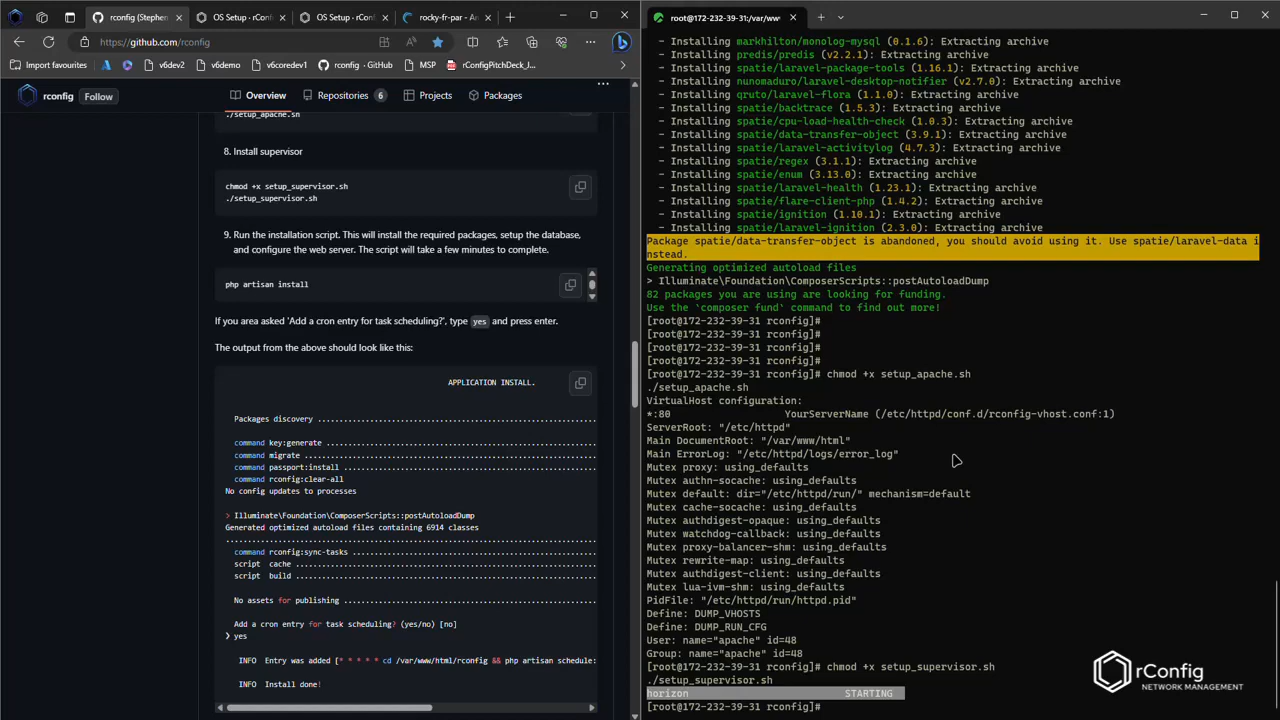 rconfig (Stephen
OS Setup - rConf
OS Setup - rConf
rocky-fr-par - A
https://github.com/rconfig
Import favourites
v6dev2
v6demo
v6coredev1
rconfig - GitHub
MSP
rConfigPitchDeck_J...
rconfig
Follow
Overview
Repositories 6
Projects
Packages
./setup_apache.sh
8. Install supervisor
chmod +x setup_supervisor.sh
./setup_supervisor.sh
9. Run the installation script. This will install the required packages, setup the database,
and configure the web server. The script will take a few minutes to complete.
php artisan install
If you area asked 'Add a cron entry for task scheduling?', type yes and press enter.
The output from the above should look like this:
APPLICATION INSTALL.
Packages discovery ........................................
command key:generate ......................................
command migrate ...........................................
command passport:install ..................................
command rconfig:clear-all
No config updates to processes
> Illuminate\Foundation\ComposerScripts::postAutoloadDump
Generated optimized autoload files containing 6914 classes
...........................................................
command rconfig:sync-tasks ................................
script cache ..............................................
script build ..............................................
No assets for publishing ..................................
Add a cron entry for task scheduling? (yes/no) [no]
❯ yes
INFO Entry was added [* * * * * cd /var/www/html/rconfig && php artisan schedule:
INFO Install done!
root@172-232-39-31:/var/ww
- Installing markhilton/monolog-mysql (0.1.6): Extracting archive
- Installing predis/predis (v2.2.1): Extracting archive
- Installing spatie/laravel-package-tools (1.16.1): Extracting archive
- Installing nunomaduro/laravel-desktop-notifier (v2.7.0): Extracting archive
- Installing qruto/laravel-flora (1.1.0): Extracting archive
- Installing spatie/backtrace (1.5.3): Extracting archive
- Installing spatie/cpu-load-health-check (1.0.3): Extracting archive
- Installing spatie/data-transfer-object (3.9.1): Extracting archive
- Installing spatie/laravel-activitylog (4.7.3): Extracting archive
- Installing spatie/regex (3.1.1): Extracting archive
- Installing spatie/enum (3.13.0): Extracting archive
- Installing spatie/laravel-health (1.23.1): Extracting archive
- Installing spatie/flare-client-php (1.4.2): Extracting archive
- Installing spatie/ignition (1.10.1): Extracting archive
- Installing spatie/laravel-ignition (2.3.0): Extracting archive
Package spatie/data-transfer-object is abandoned, you should avoid using it. Use spatie/laravel-data i
nstead.
Generating optimized autoload files
> Illuminate\Foundation\ComposerScripts::postAutoloadDump
82 packages you are using are looking for funding.
Use the `composer fund` command to find out more!
[root@172-232-39-31 rconfig]#
[root@172-232-39-31 rconfig]#
[root@172-232-39-31 rconfig]#
[root@172-232-39-31 rconfig]#
[root@172-232-39-31 rconfig]# chmod +x setup_apache.sh
./setup_apache.sh
VirtualHost configuration:
*:80 YourServerName (/etc/httpd/conf.d/rconfig-vhost.conf:1)
ServerRoot: "/etc/httpd"
Main DocumentRoot: "/var/www/html"
Main ErrorLog: "/etc/httpd/logs/error_log"
Mutex proxy: using_defaults
Mutex authn-socache: using_defaults
Mutex default: dir="/etc/httpd/run/" mechanism=default
Mutex cache-socache: using_defaults
Mutex authdigest-opaque: using_defaults
Mutex watchdog-callback: using_defaults
Mutex proxy-balancer-shm: using_defaults
Mutex rewrite-map: using_defaults
Mutex authdigest-client: using_defaults
Mutex lua-ivm-shm: using_defaults
PidFile: "/etc/httpd/run/httpd.pid"
Define: DUMP_VHOSTS
Define: DUMP_RUN_CFG
User: name="apache" id=48
Group: name="apache" id=48
[root@172-232-39-31 rconfig]# chmod +x setup_supervisor.sh
./setup_supervisor.sh
horizon STARTING
[root@172-232-39-31 rconfig]#
rConfig
NETWORK MANAGEMENT